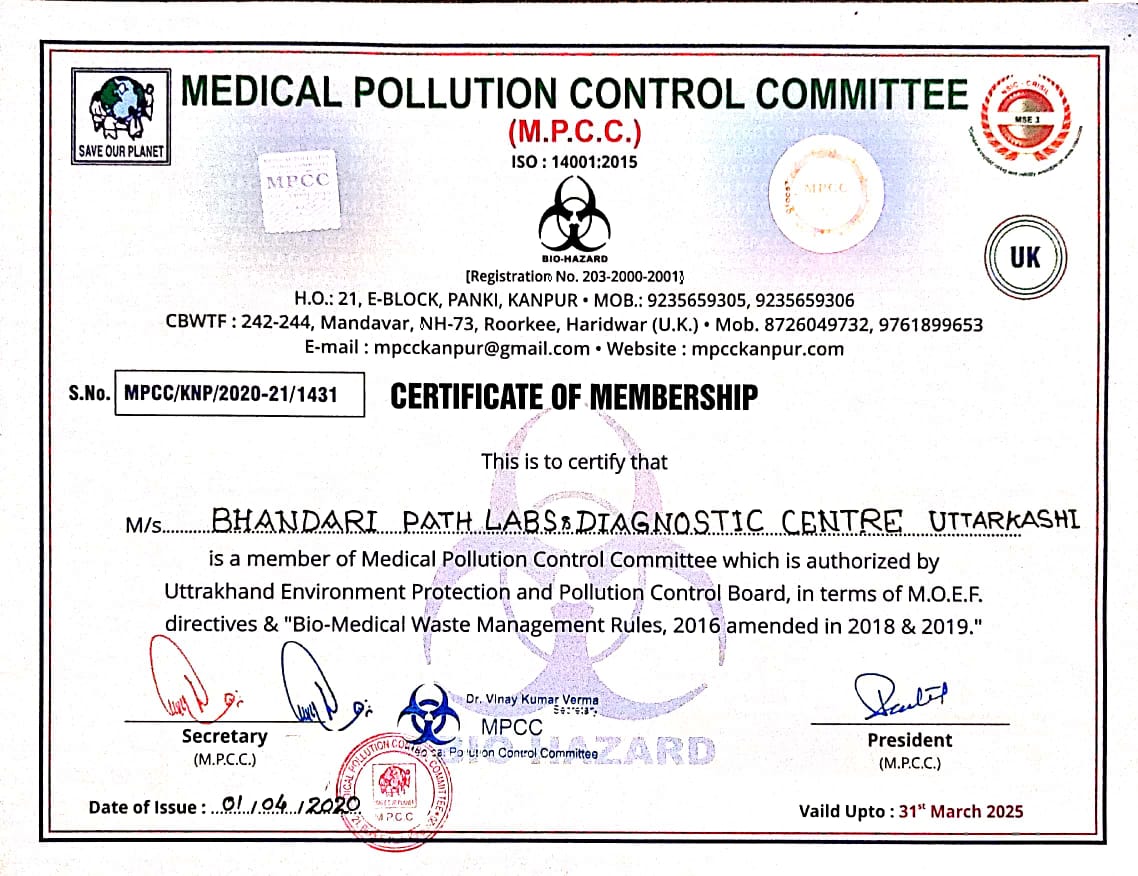 MEDICAL POLLUTION CONTROL COMMITTEE
(M.P.C.C.)
ISO : 14001:2015
SAVE OUR PLANET
MPCC
MPCC
NSIC - CRISIL
MSE 3
UK
BIO-HAZARD
[Registration No. 203-2000-2001]
H.O.: 21, E-BLOCK, PANKI, KANPUR • MOB.: 9235659305, 9235659306
CBWTF : 242-244, Mandavar, NH-73, Roorkee, Haridwar (U.K.) • Mob. 8726049732, 9761899653
E-mail : mpcckanpur@gmail.com • Website : mpcckanpur.com
S.No. MPCC/KNP/2020-21/1431
CERTIFICATE OF MEMBERSHIP
This is to certify that
M/s BHANDARI PATH LABS & DIAGNOSTIC CENTRE UTTARKASHI
is a member of Medical Pollution Control Committee which is authorized by
Uttrakhand Environment Protection and Pollution Control Board, in terms of M.O.E.F.
directives & "Bio-Medical Waste Management Rules, 2016 amended in 2018 & 2019."
Dr. Vinay Kumar Verma
Secretary
MPCC
Pollution Control Committee
BIO-HAZARD
Secretary
(M.P.C.C.)
President
(M.P.C.C.)
MEDICAL POLLUTION CONTROL COMMITTEE
MPCC
Date of Issue : 01/04/2020
Vaild Upto : 31st March 2025